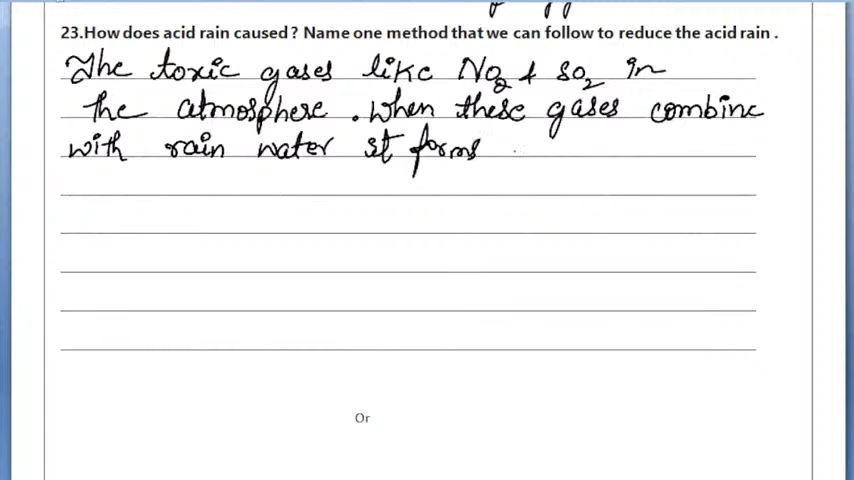 23.How does acid rain caused? Name one method that we can follow to reduce the acid rain .
The toxic gases like NO2 + SO2 in
the atmosphere . When these gases combine
with rain water it forms
Or